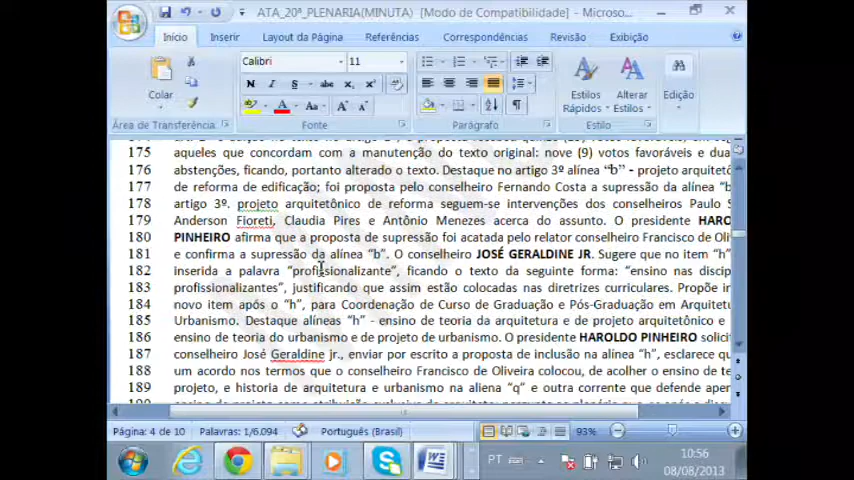 ATA_20ª_PLENARIA(MINUTA) [Modo de Compatibilidade] - Microso...
Início Inserir Layout da Página Referências Correspondências Revisão Exibição
Calibri 11
Colar
Estilos Rápidos
Alterar Estilos
Edição
Área de Transferência Fonte Parágrafo Estilo
175 aqueles que concordam com a manutenção do texto original: nove (9) votos favoráveis e dua
176 abstenções, ficando, portanto alterado o texto. Destaque no artigo 3º alínea "b" - projeto arquitetô
177 de reforma de edificação; foi proposta pelo conselheiro Fernando Costa a supressão da alínea "b
178 artigo 3º. projeto arquitetônico de reforma seguem-se intervenções dos conselheiros Paulo S
179 Anderson Fioreti, Claudia Pires e Antônio Menezes acerca do assunto. O presidente HARO
180 PINHEIRO afirma que a proposta de supressão foi acatada pelo relator conselheiro Francisco de Oli
181 e confirma a supressão da alínea "b". O conselheiro JOSÉ GERALDINE JR. Sugere que no item "h"
182 inserida a palavra "profissionalizante", ficando o texto da seguinte forma: "ensino nas discip
183 profissionalizantes", justificando que assim estão colocadas nas diretrizes curriculares. Propõe ir
184 novo item após o "h", para Coordenação de Curso de Graduação e Pós-Graduação em Arquitetu
185 Urbanismo. Destaque alíneas "h" - ensino de teoria da arquitetura e de projeto arquitetônico e
186 ensino de teoria do urbanismo e de projeto de urbanismo. O presidente HAROLDO PINHEIRO solici
187 conselheiro José Geraldine jr., enviar por escrito a proposta de inclusão na alínea "h", esclarece qu
188 um acordo nos termos que o conselheiro Francisco de Oliveira colocou, de acolher o ensino de te
189 projeto, e historia de arquitetura e urbanismo na aliena "q" e outra corrente que defende aper
Página: 4 de 10 Palavras: 1/6.094 Português (Brasil) 93%
PT 10:56
08/08/2013